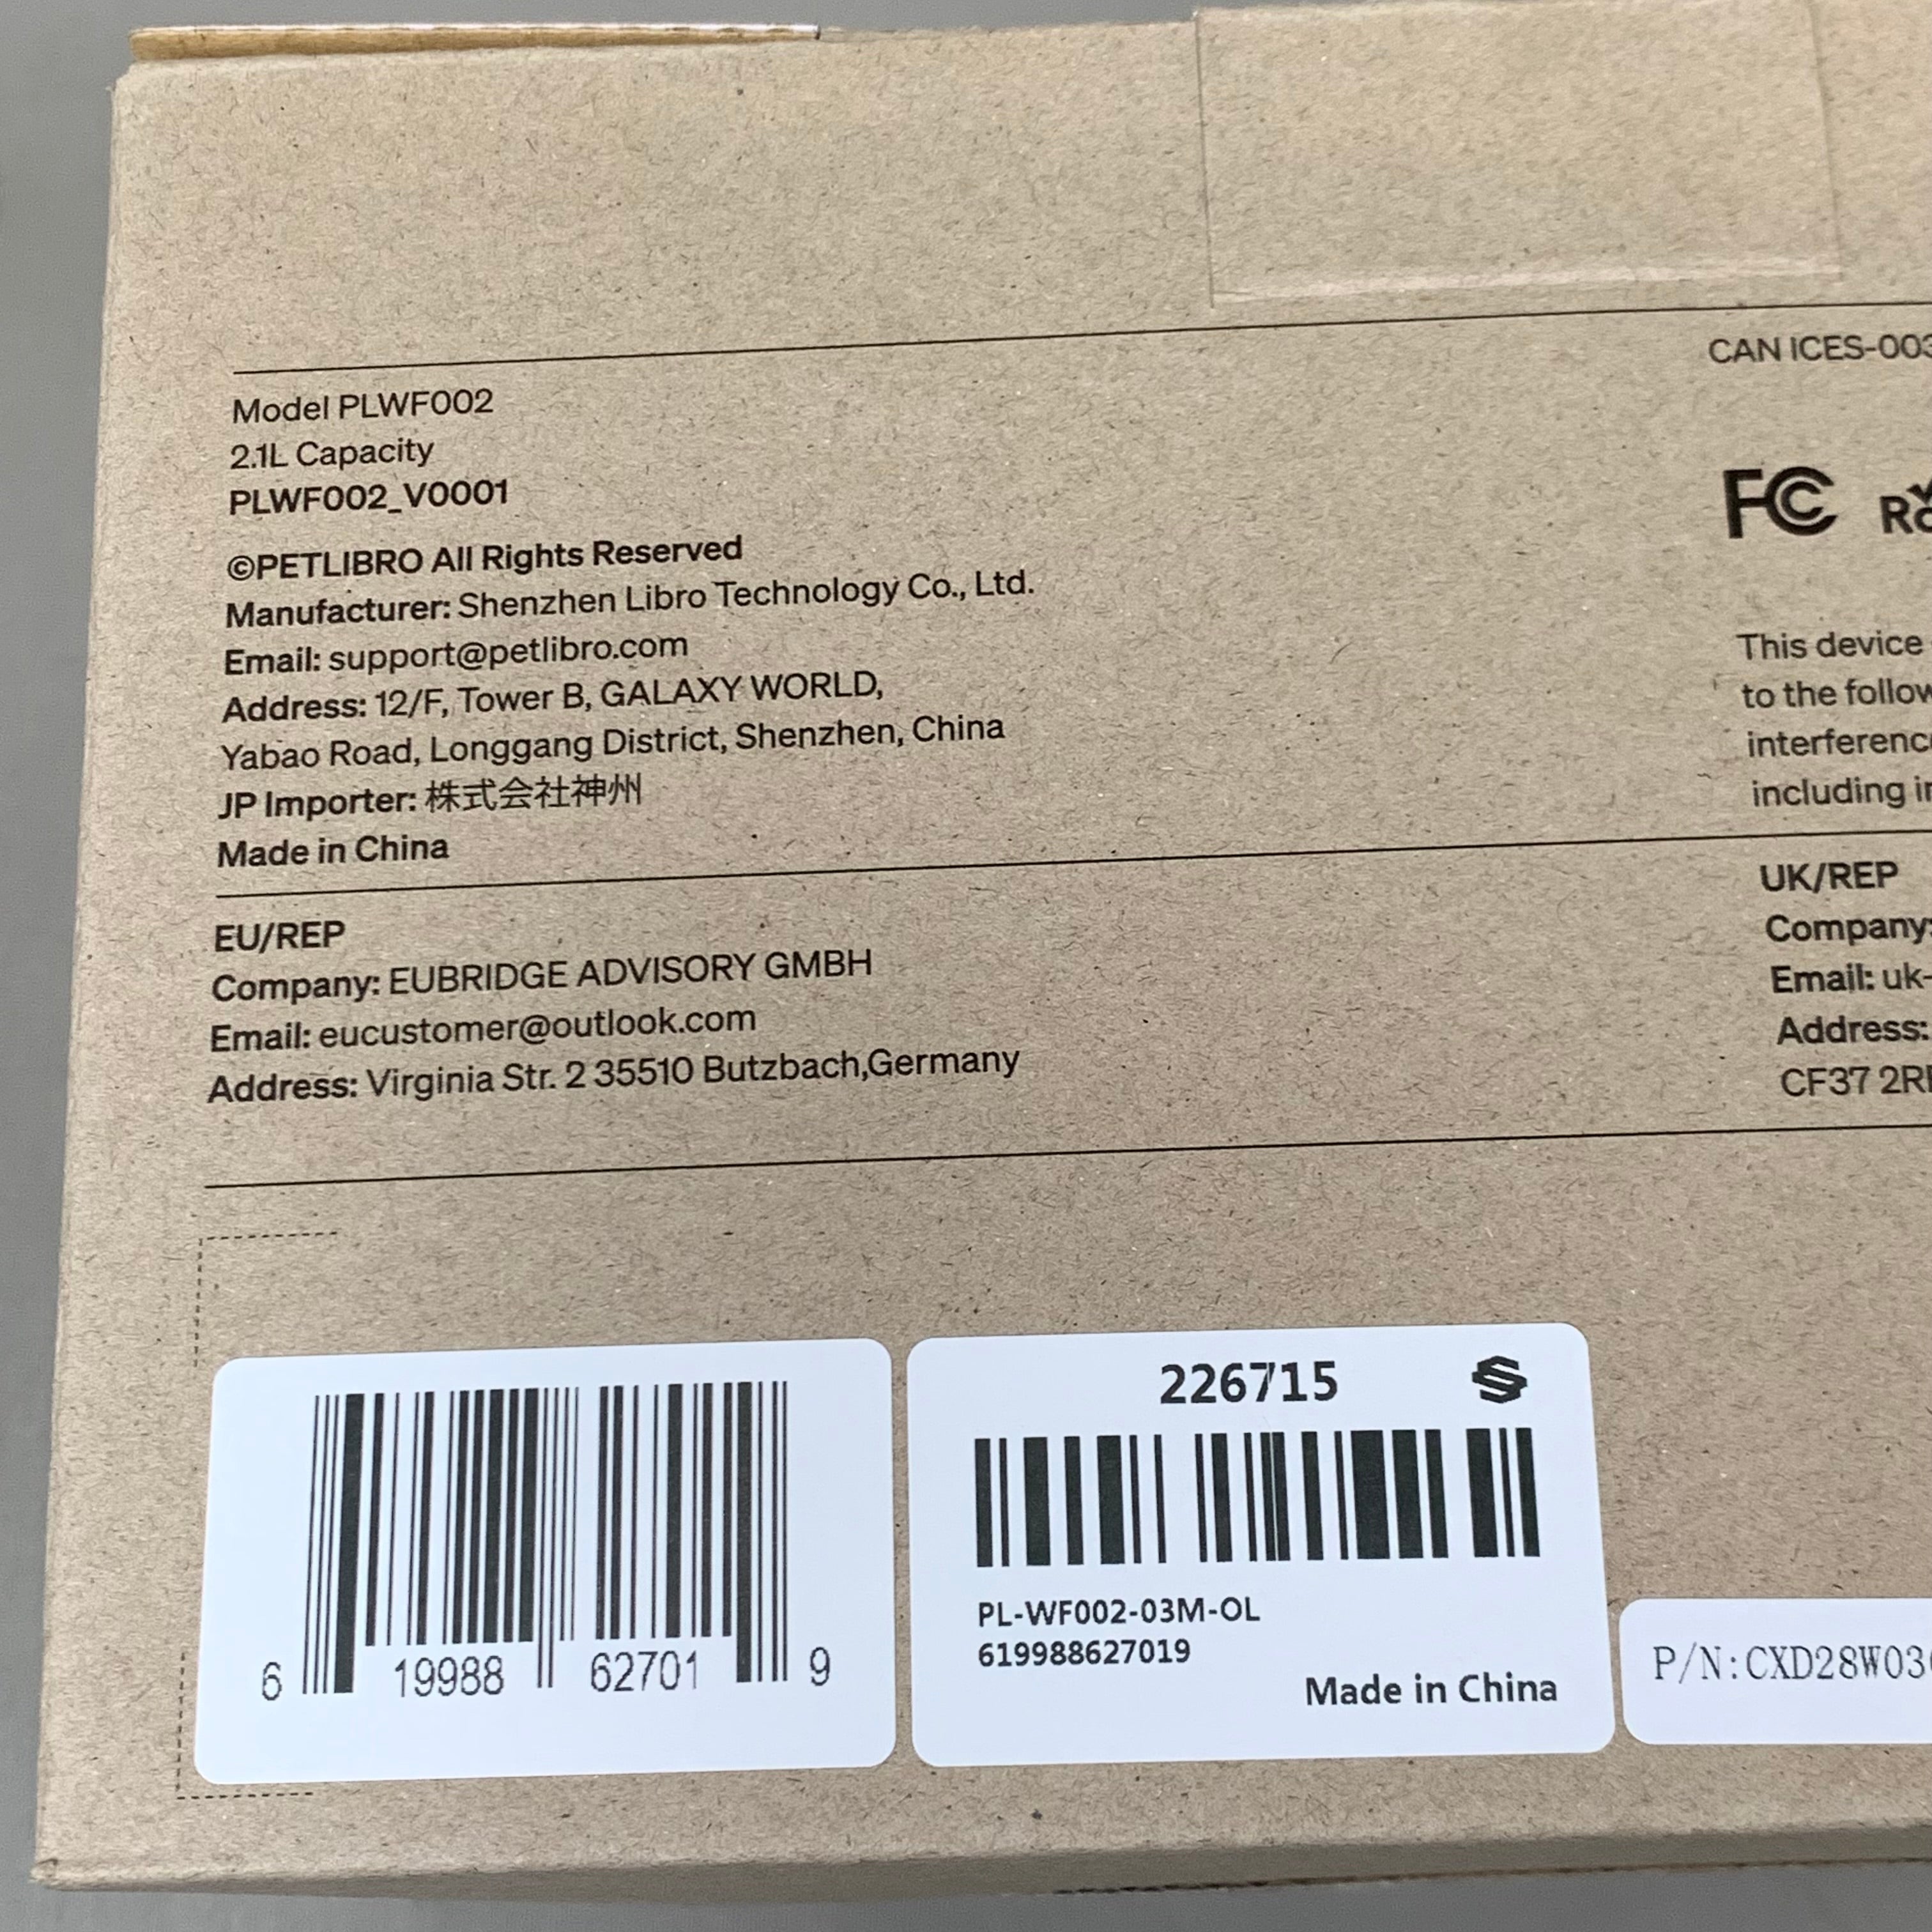 Model PLWF002
2.1L Capacity
PLWF002_V0001
©PETLIBRO All Rights Reserved
Manufacturer: Shenzhen Libro Technology Co., Ltd.
Email: support@petlibro.com
Address: 12/F, Tower B, GALAXY WORLD,
Yabao Road, Longgang District, Shenzhen, China
JP Importer: 株式会社神州
Made in China
CAN ICES-003
FC
This device
to the
including
EU/REP
Company: EUBRIDGE ADVISORY GMBH
Email: eucustomer@outlook.com
Address: Virginia Str. 2 35510 Butzbach,Germany
UK/REP
Company:
Email: uk-
Address:
CF37
6 19988 62701 9
226715
PL-WF002-03M-OL
619988627019
Made in China
P/N:CXD28W03